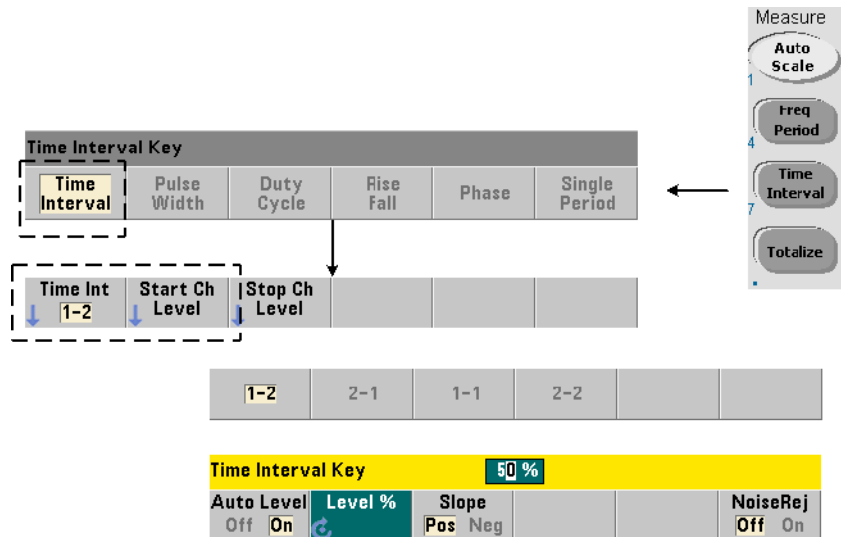 Measure
Auto
Scale
1
Freq
Period
4
Time
Interval
7
Totalize
.
Time Interval Key
Time
Interval
Pulse
Width
Duty
Cycle
Rise
Fall
Phase
Single
Period
Time Int
1-2
Start Ch
Level
Stop Ch
Level
1-2 2-1 1-1 2-2
Time Interval Key 50 %
Auto Level
Off On
Level %
Slope
Pos Neg
NoiseRej
Off On